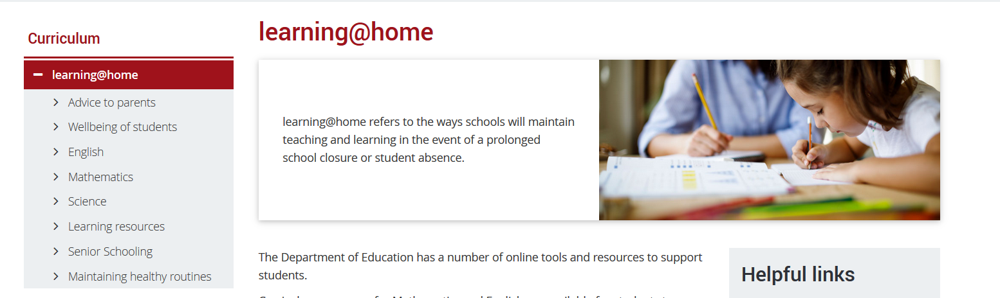 Curriculum
learning@home
Advice to parents
Wellbeing of students
English
Mathematics
Science
Learning resources
Senior Schooling
Maintaining healthy routines
learning@home
learning@home refers to the ways schools will maintain
teaching and learning in the event of a prolonged
school closure or student absence.
The Department of Education has a number of online tools and resources to support
students.
Helpful links